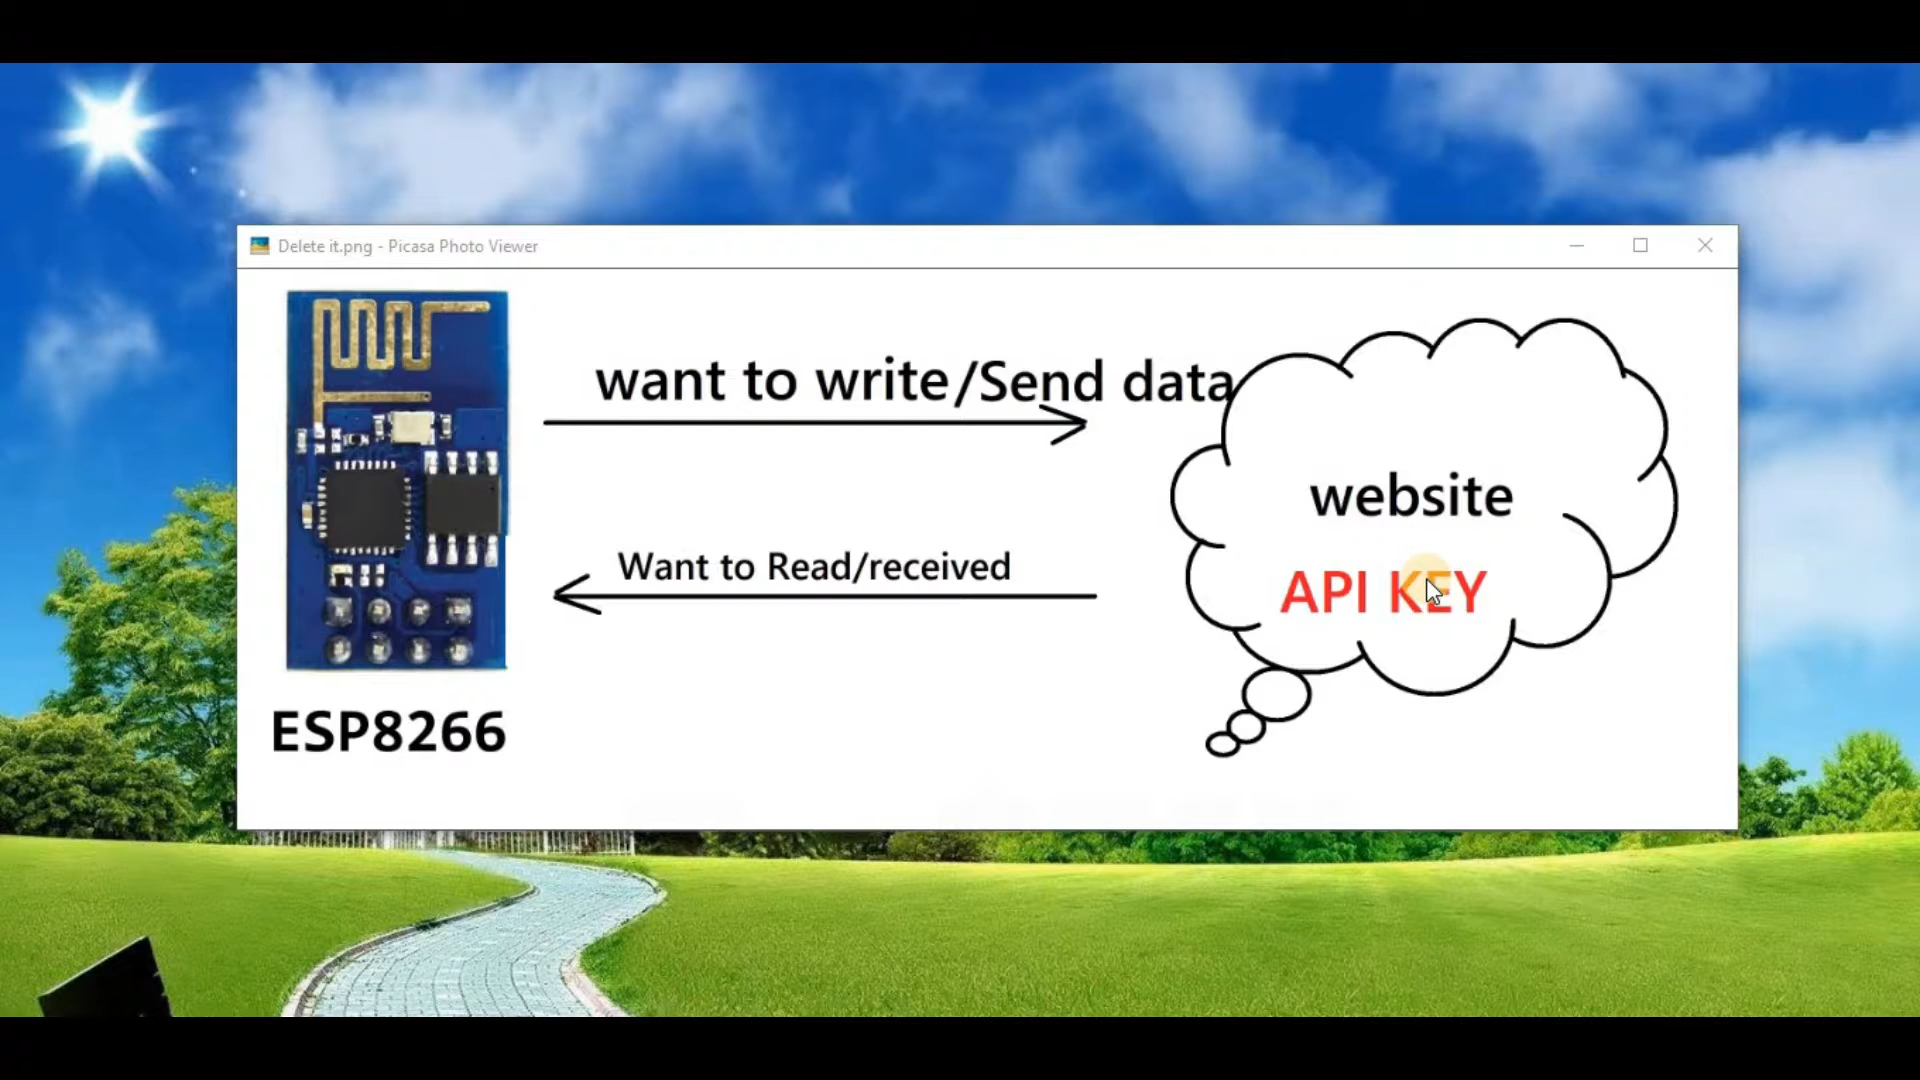 Delete it.png - Picasa Photo Viewer
want to write/Send data
website
Want to Read/received
API KEY
ESP8266